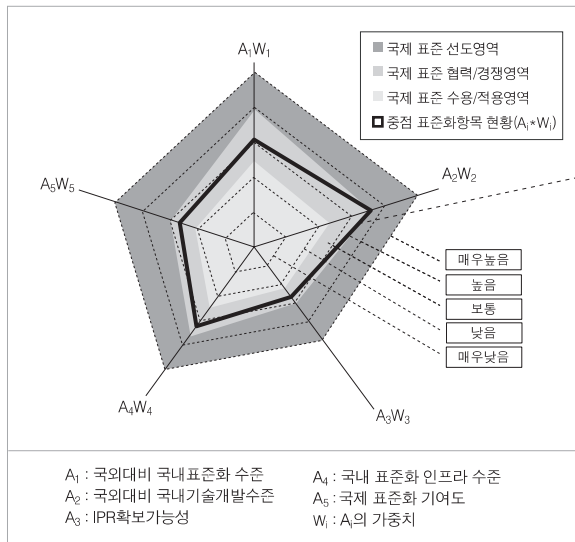 A₁W₁
국제 표준 선도영역
국제 표준 협력/경쟁영역
국제 표준 수용/적용영역
중점 표준화항목 현황(Aᵢ*Wᵢ)
A₂W₂
A₅W₅
매우높음
높음
보통
낮음
매우낮음
A₄W₄
A₃W₃
A₁ : 국외대비 국내표준화 수준
A₂ : 국외대비 국내기술개발수준
A₃ : IPR확보가능성
A₄ : 국내 표준화 인프라 수준
A₅ : 국제 표준화 기여도
Wᵢ : Aᵢ의 가중치